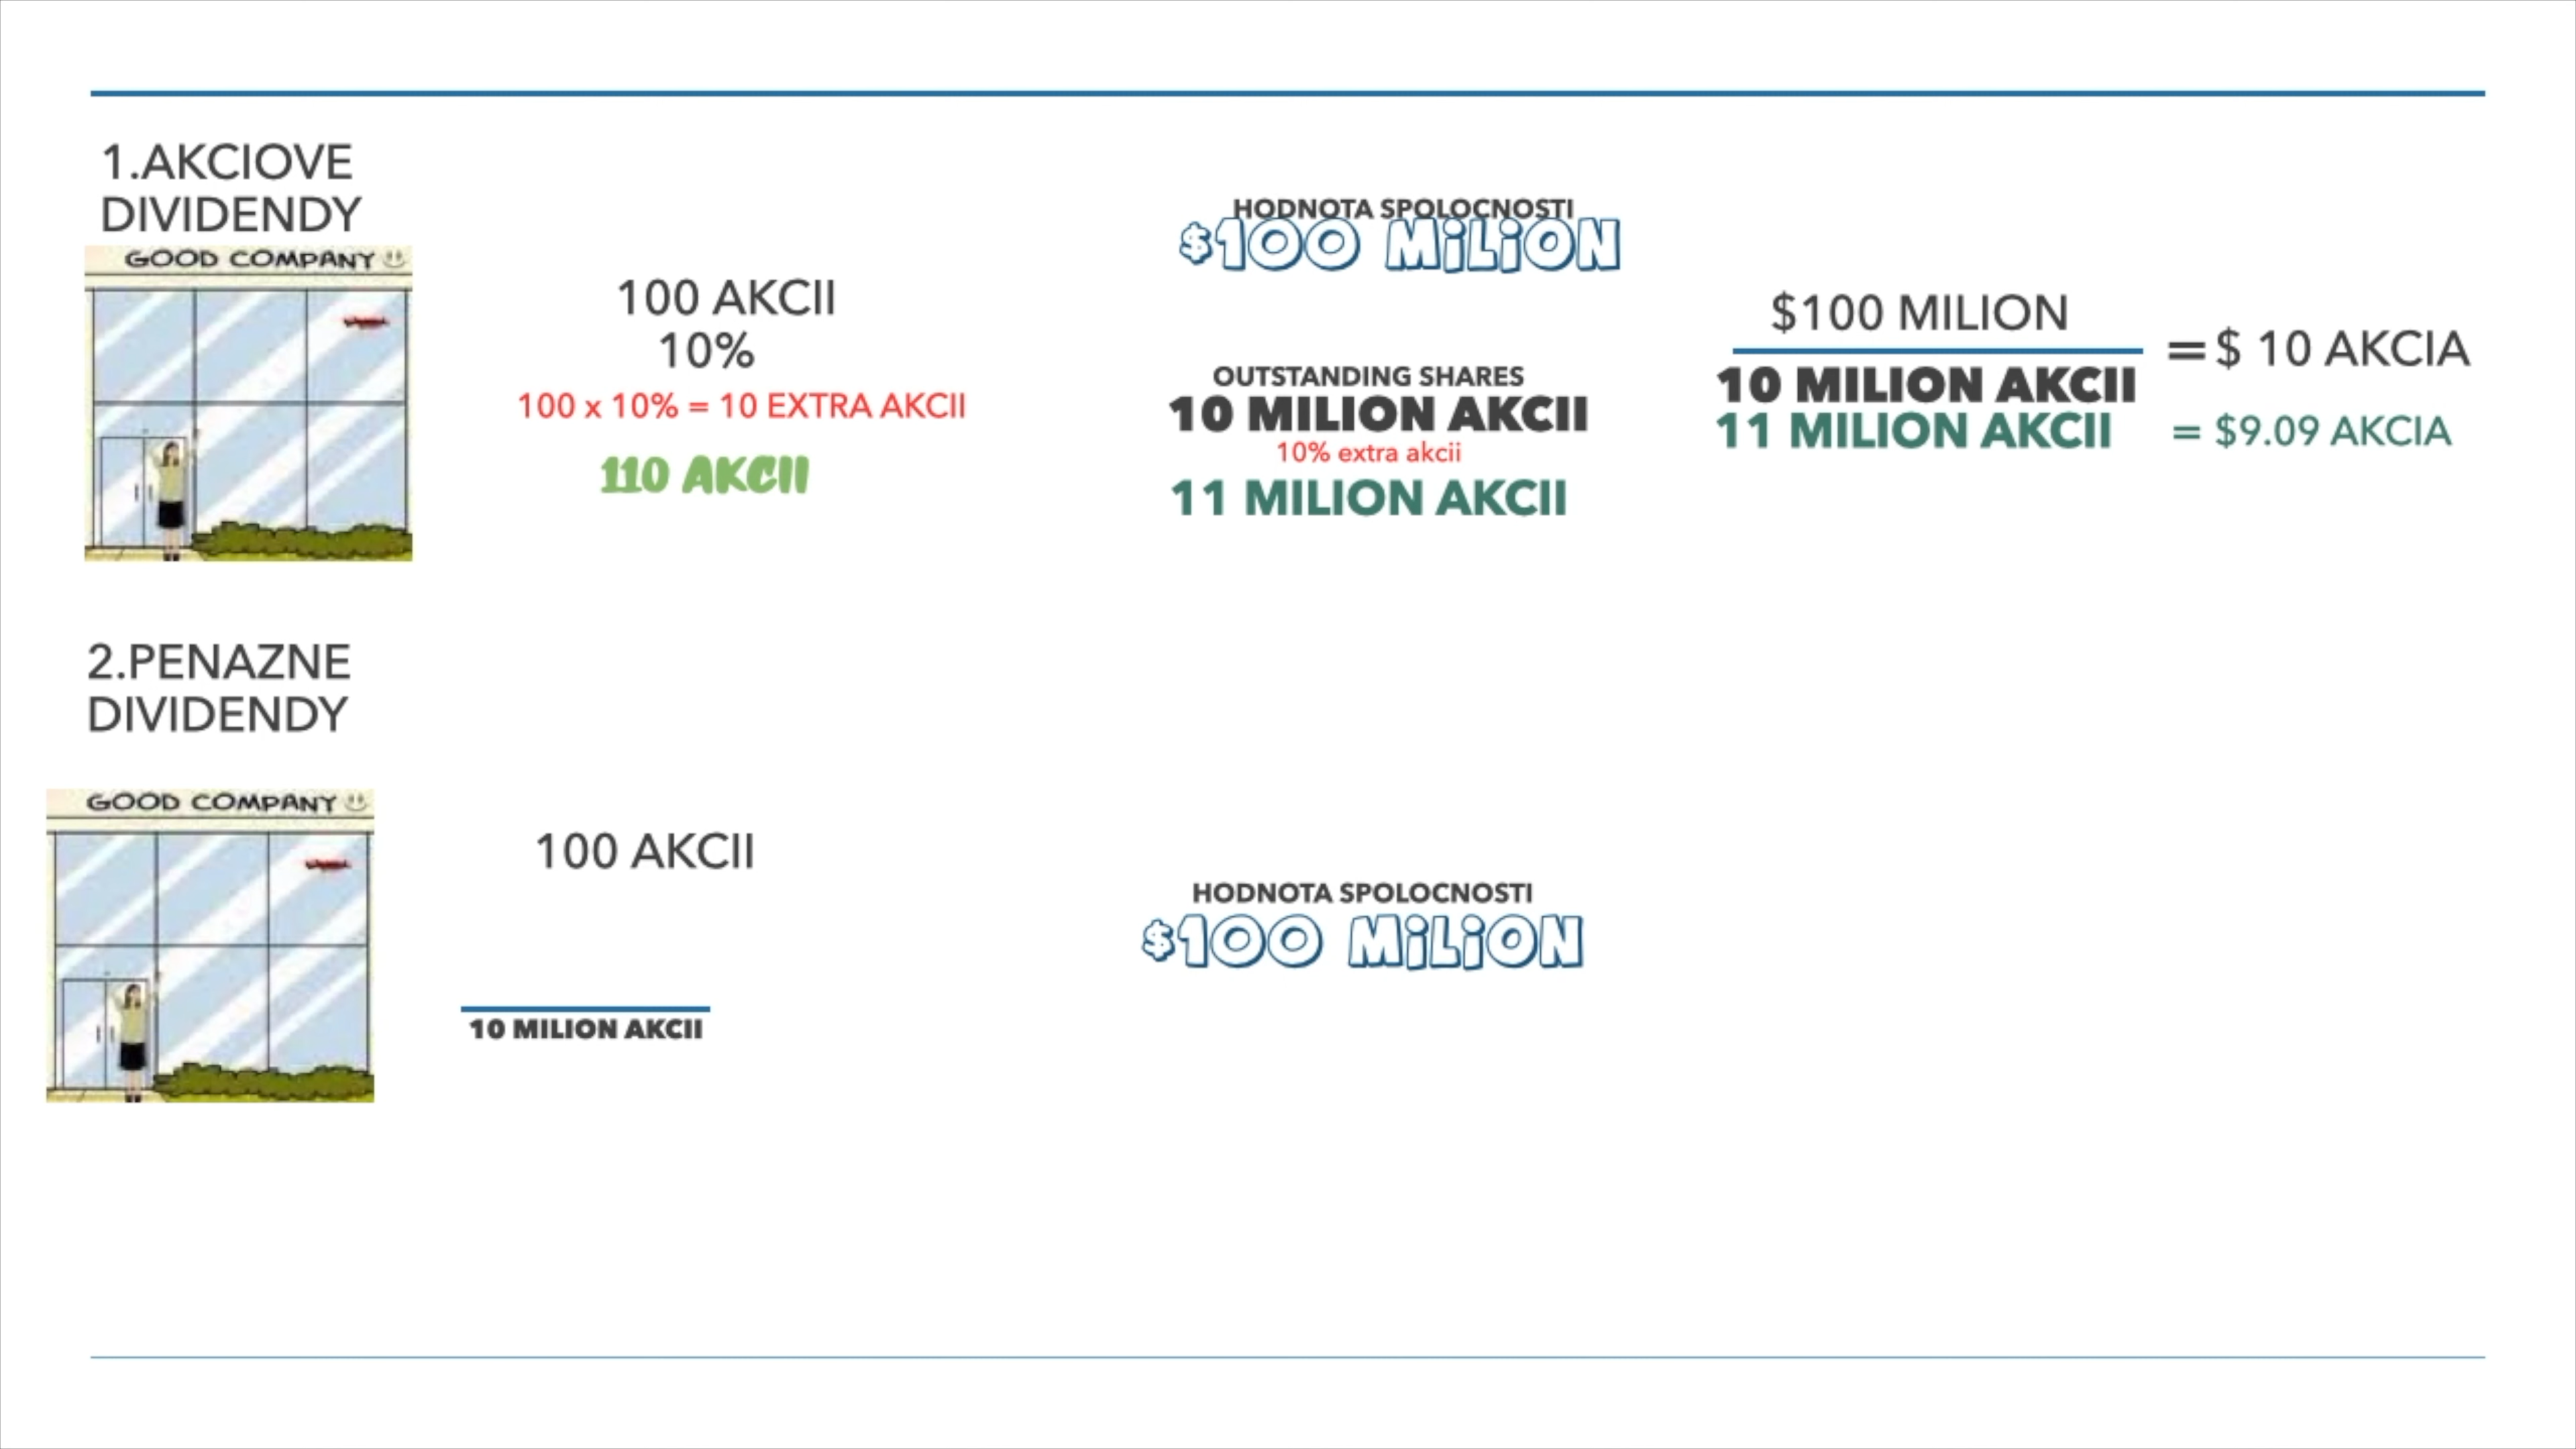 1.AKCIOVE
DIVIDENDY
GOOD COMPANY
100 AKCII
10%
100 x 10% = 10 EXTRA AKCII
110 AKCII
HODNOTA SPOLOCNOSTI
$100 MILION
OUTSTANDING SHARES
10 MILION AKCII
10% extra akcii
11 MILION AKCII
$100 MILION
10 MILION AKCII
= $ 10 AKCIA
11 MILION AKCII
= $9.09 AKCIA
2.PENAZNE
DIVIDENDY
GOOD COMPANY
100 AKCII
10 MILION AKCII
HODNOTA SPOLOCNOSTI
$100 MILION